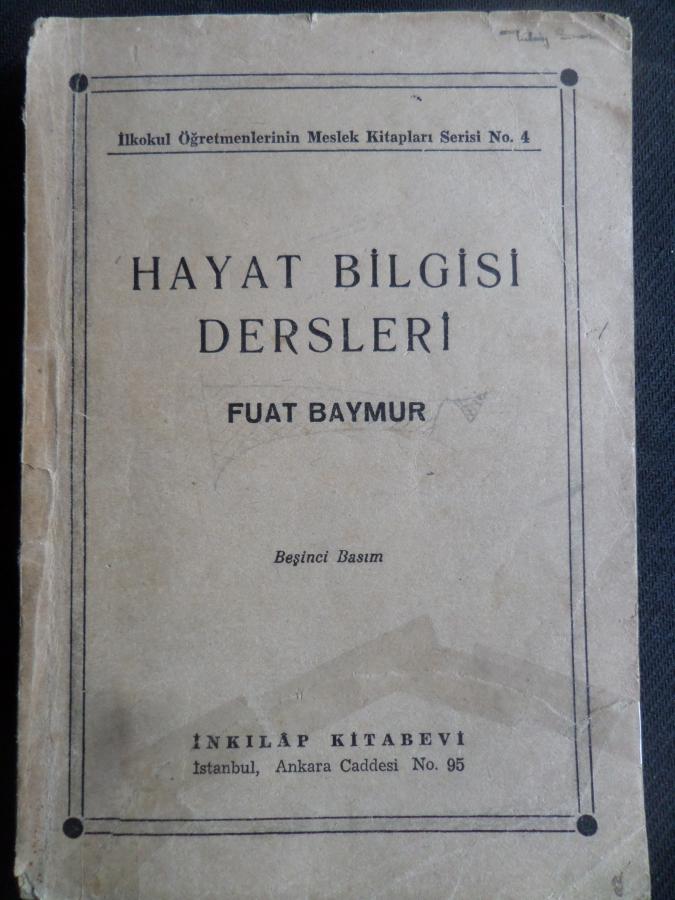 İlkokul Öğretmenlerinin Meslek Kitapları Serisi No. 4
HAYAT BİLGİSİ
DERSLERİ
FUAT BAYMUR
Beşinci Basım
İNKILÂP KİTABEVİ
İstanbul, Ankara Caddesi No. 95